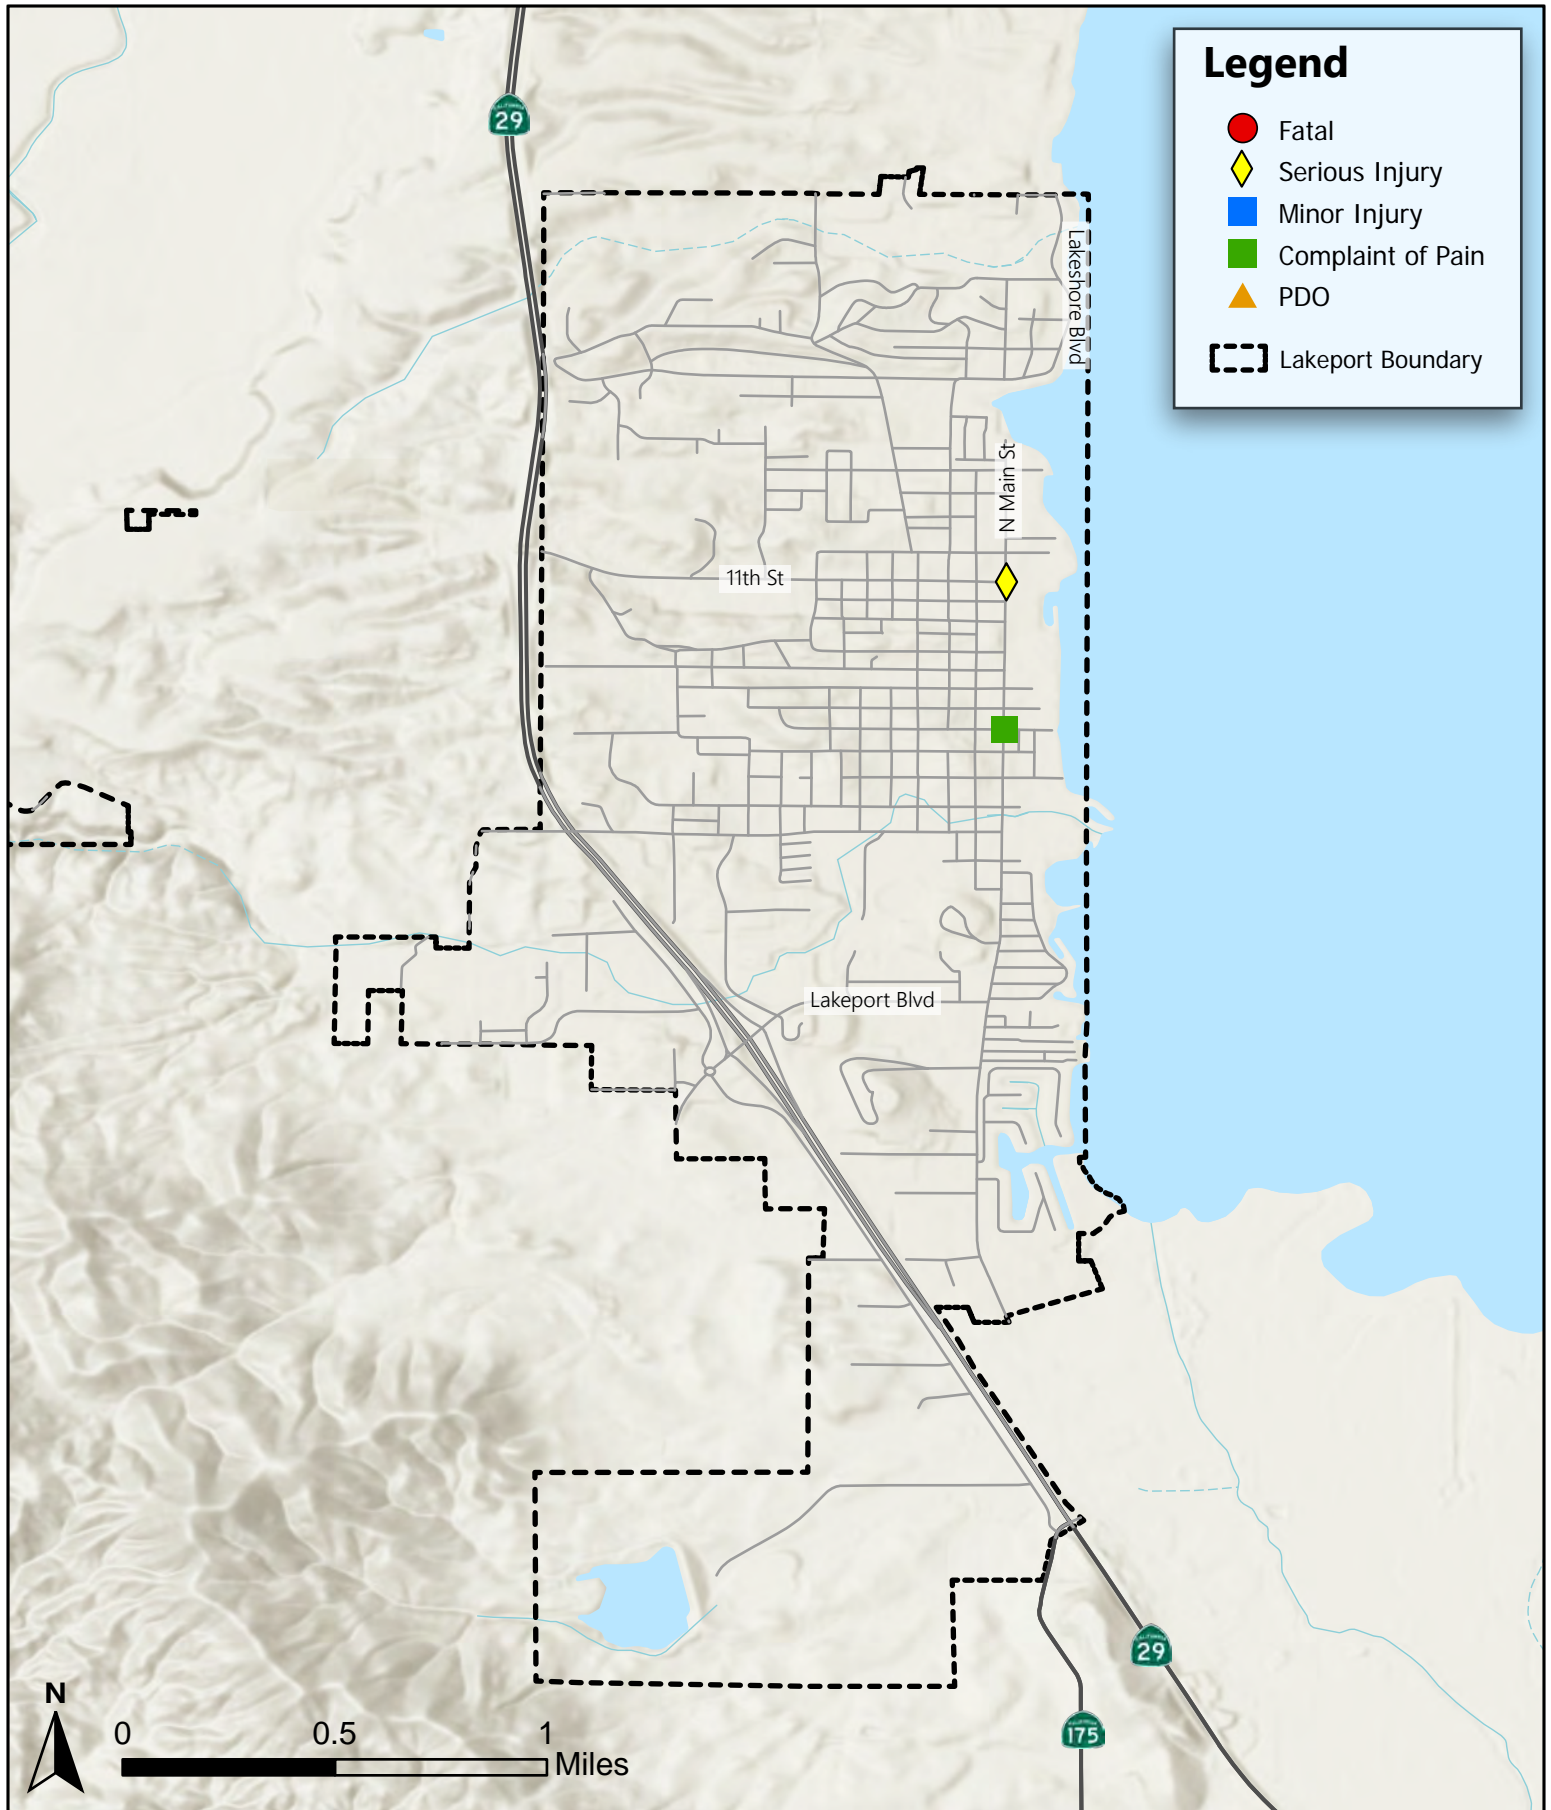 Legend
Fatal
Serious Injury
Minor Injury
Complaint of Pain
PDO
Lakeport Boundary
29
Lakeshore Blvd
N Main St
11th St
Lakeport Blvd
29
175
N
0 0.5 1
Miles